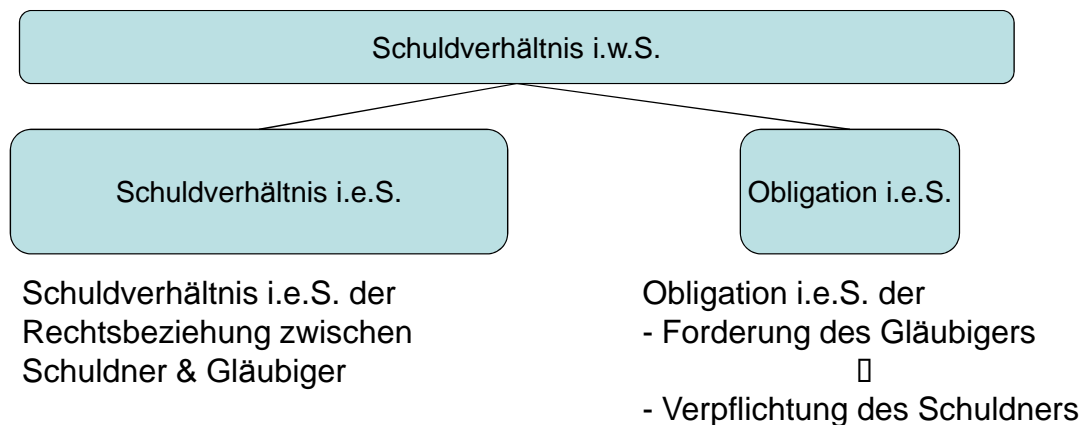 Schuldverhältnis i.w.S.
Schuldverhältnis i.e.S.
Obligation i.e.S.
Schuldverhältnis i.e.S. der
Rechtsbeziehung zwischen
Schuldner & Gläubiger
Obligation i.e.S. der
- Forderung des Gläubigers
▯
- Verpflichtung des Schuldners